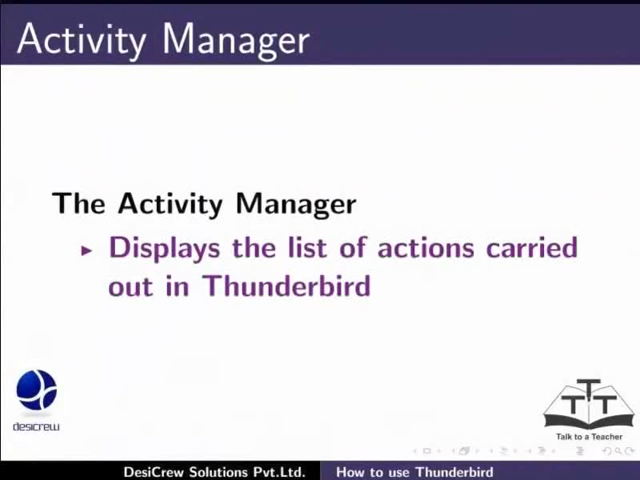 Activity Manager
The Activity Manager
Displays the list of actions carried
out in Thunderbird
desicrew
T T T
Talk to a Teacher
DesiCrew Solutions Pvt.Ltd. How to use Thunderbird